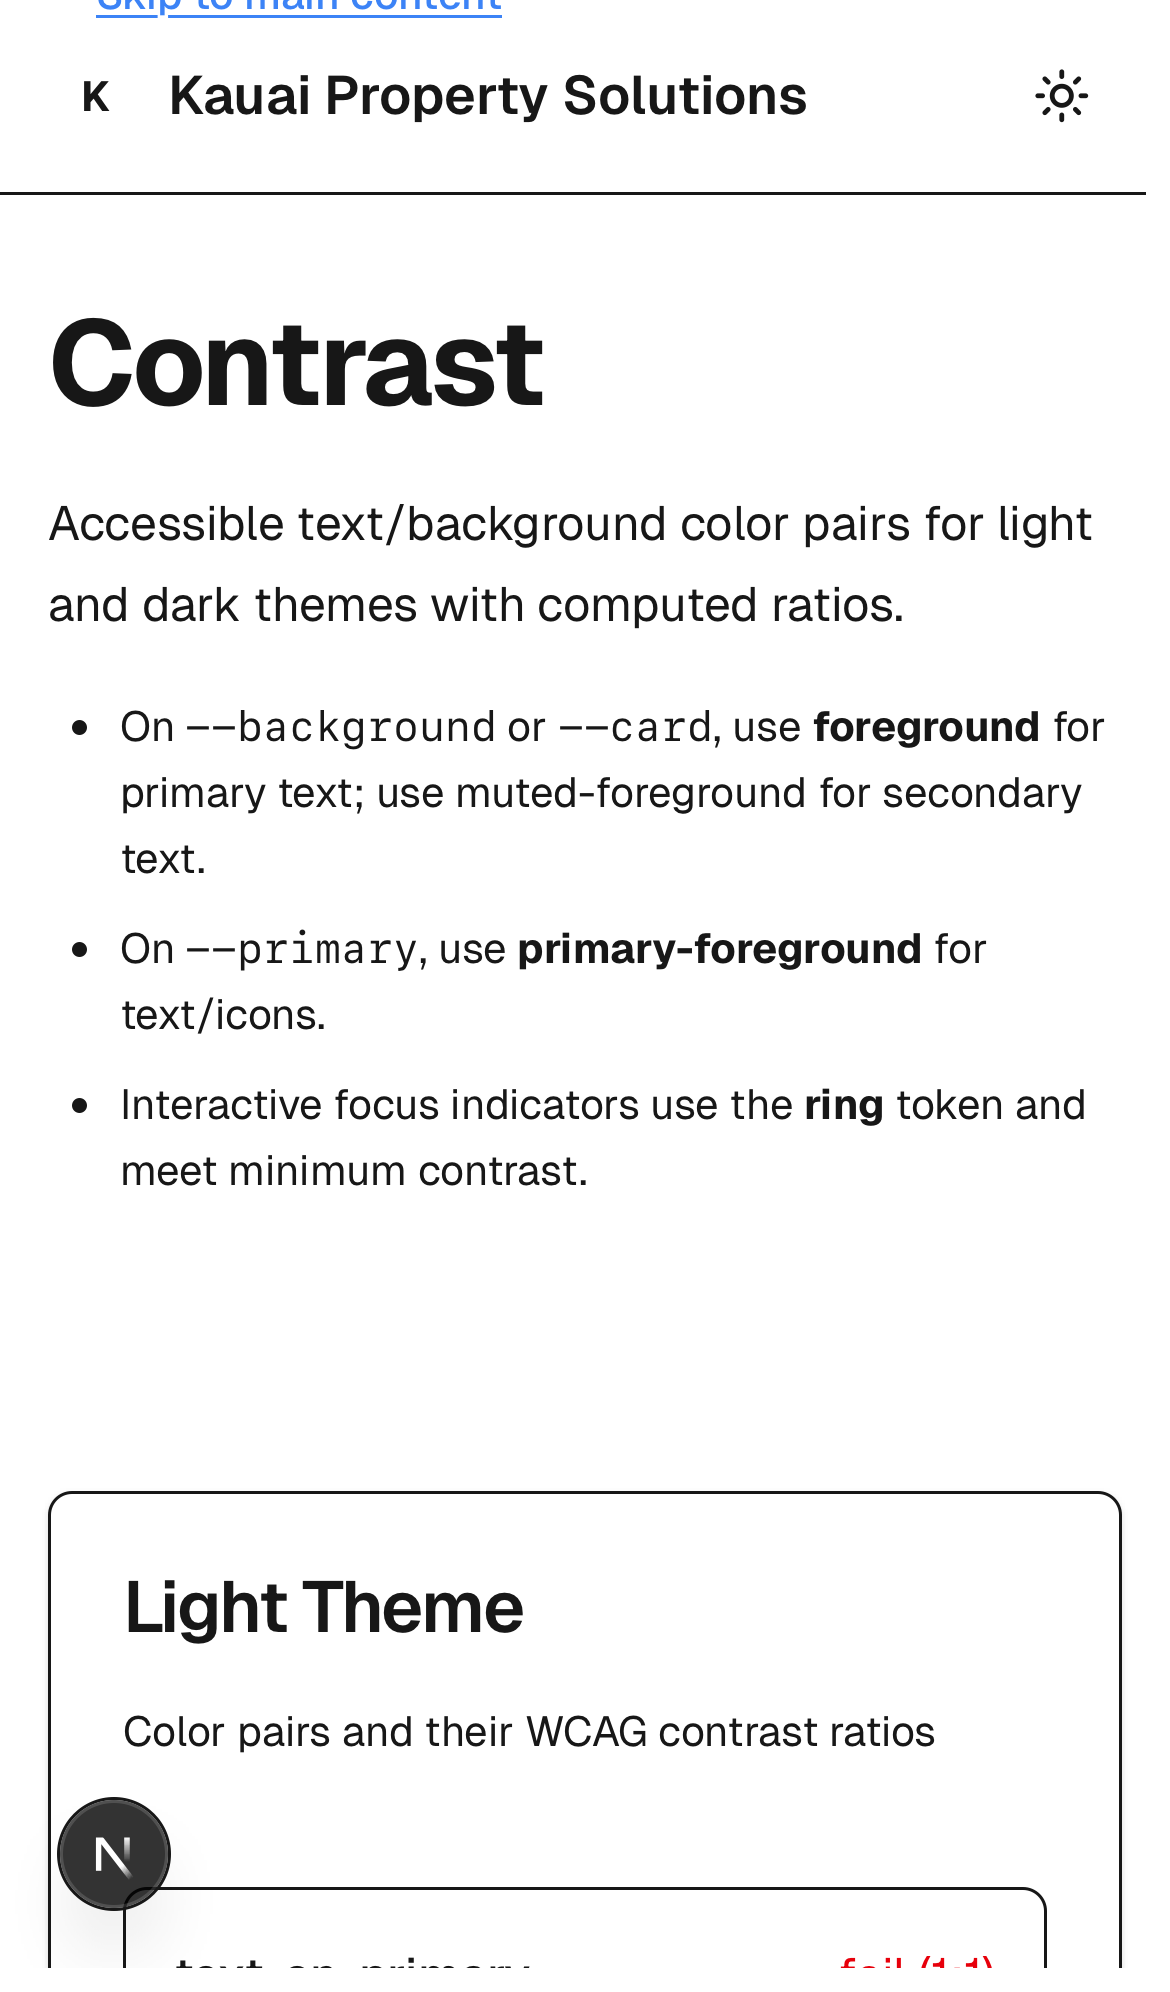 Skip to main content
K Kauai Property Solutions
Contrast
Accessible text/background color pairs for light
and dark themes with computed ratios.
• On --background or --card, use foreground for
primary text; use muted-foreground for secondary
text.
• On --primary, use primary-foreground for
text/icons.
• Interactive focus indicators use the ring token and
meet minimum contrast.
Light Theme
Color pairs and their WCAG contrast ratios
N
text-on-primary fail (1:1)